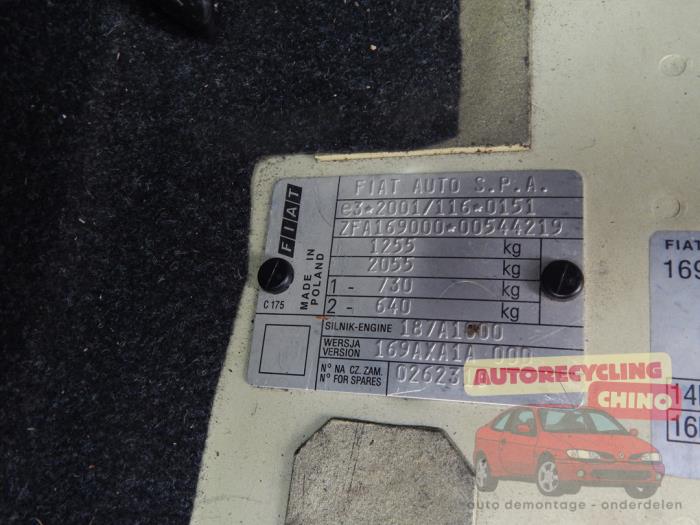 FIAT AUTO S.P.A.
e3*2001/116*0151
ZFA169000*00544219
1255 kg
2055 kg
1 - 730 kg
2 - 640 kg
FIAT
MADE IN
POLAND
C 175
SILNIK-ENGINE 187A1000
WERSJA
VERSION 169AXA1A 000
N° NA CZ. ZAM.
N° FOR SPARES
FIAT
169
AUTORECYCLING
CHINO
auto demontage - onderdelen